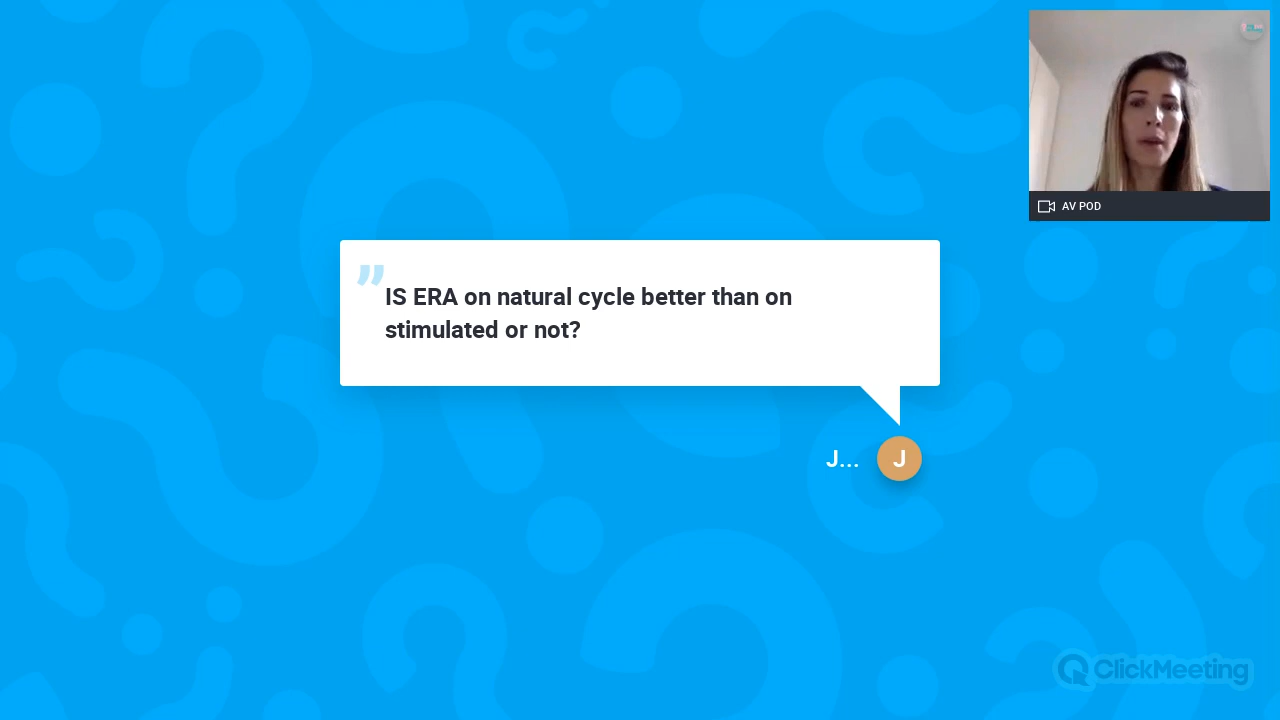 AV POD
”
IS ERA on natural cycle better than on
stimulated or not?
J...
J
ClickMeeting